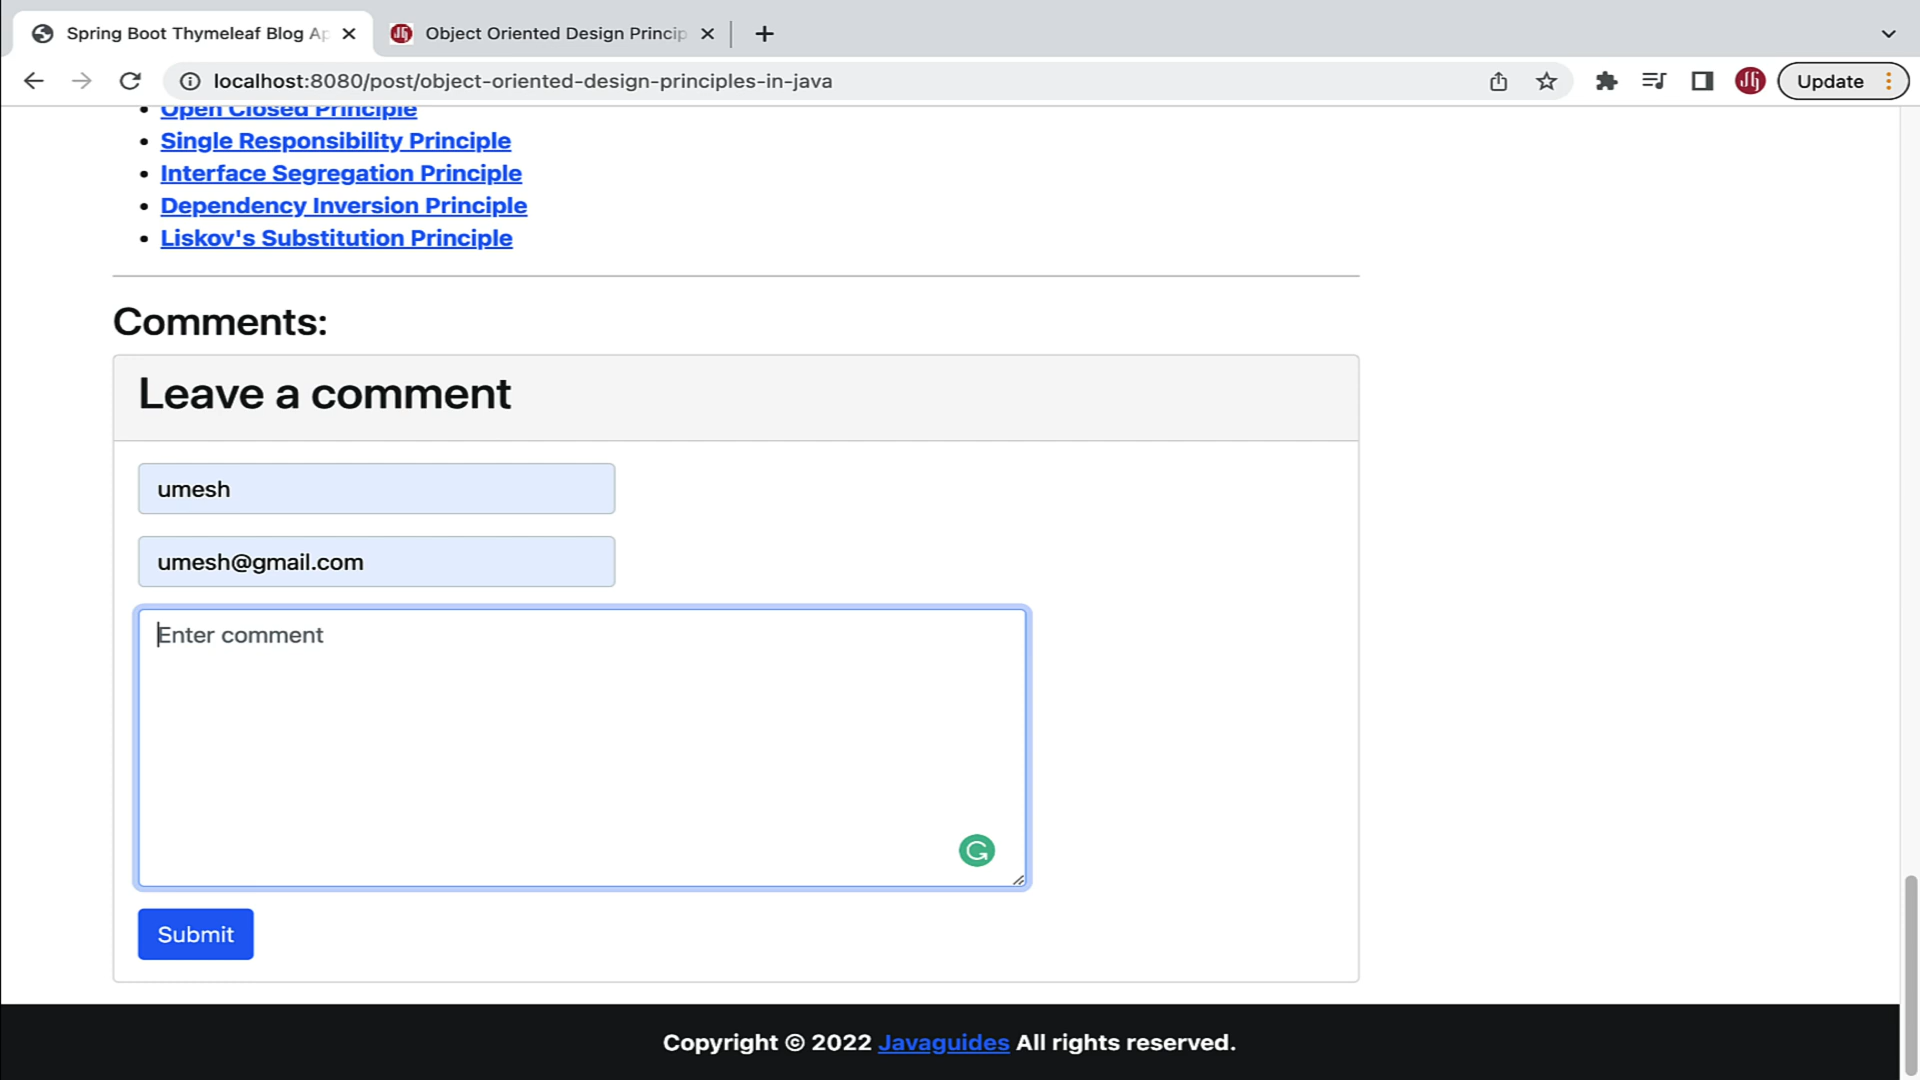 Spring Boot Thymeleaf Blog Ap
Object Oriented Design Princip
localhost:8080/post/object-oriented-design-principles-in-java
Update
Open Closed Principle
Single Responsibility Principle
Interface Segregation Principle
Dependency Inversion Principle
Liskov's Substitution Principle
Comments:
Leave a comment
umesh
umesh@gmail.com
Enter comment
Submit
Copyright © 2022 Javaguides All rights reserved.